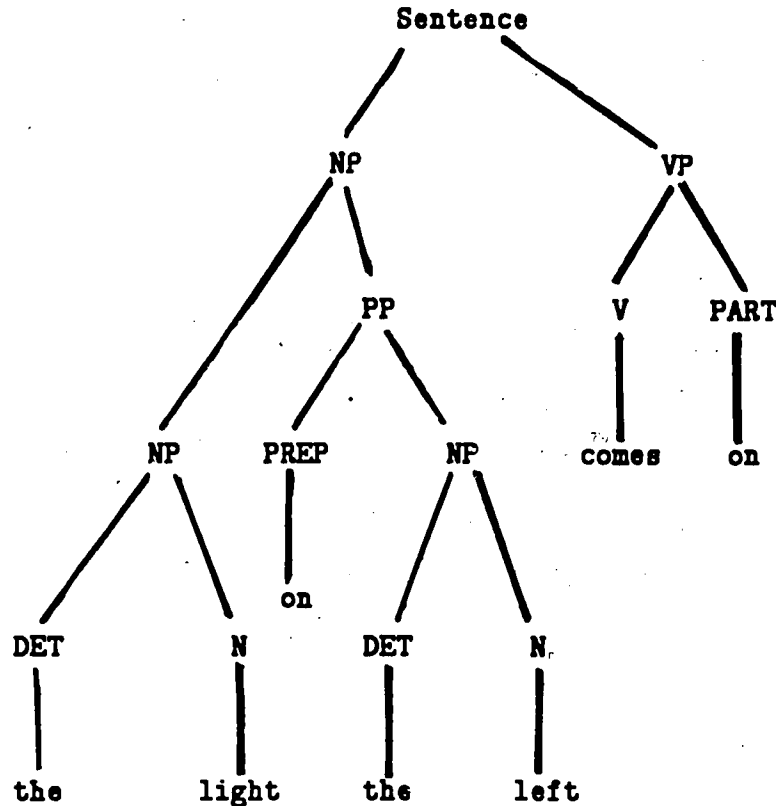 Sentence
NP VP
PP V PART
NP PREP NP comes on
on
DET N DET N
the light the left